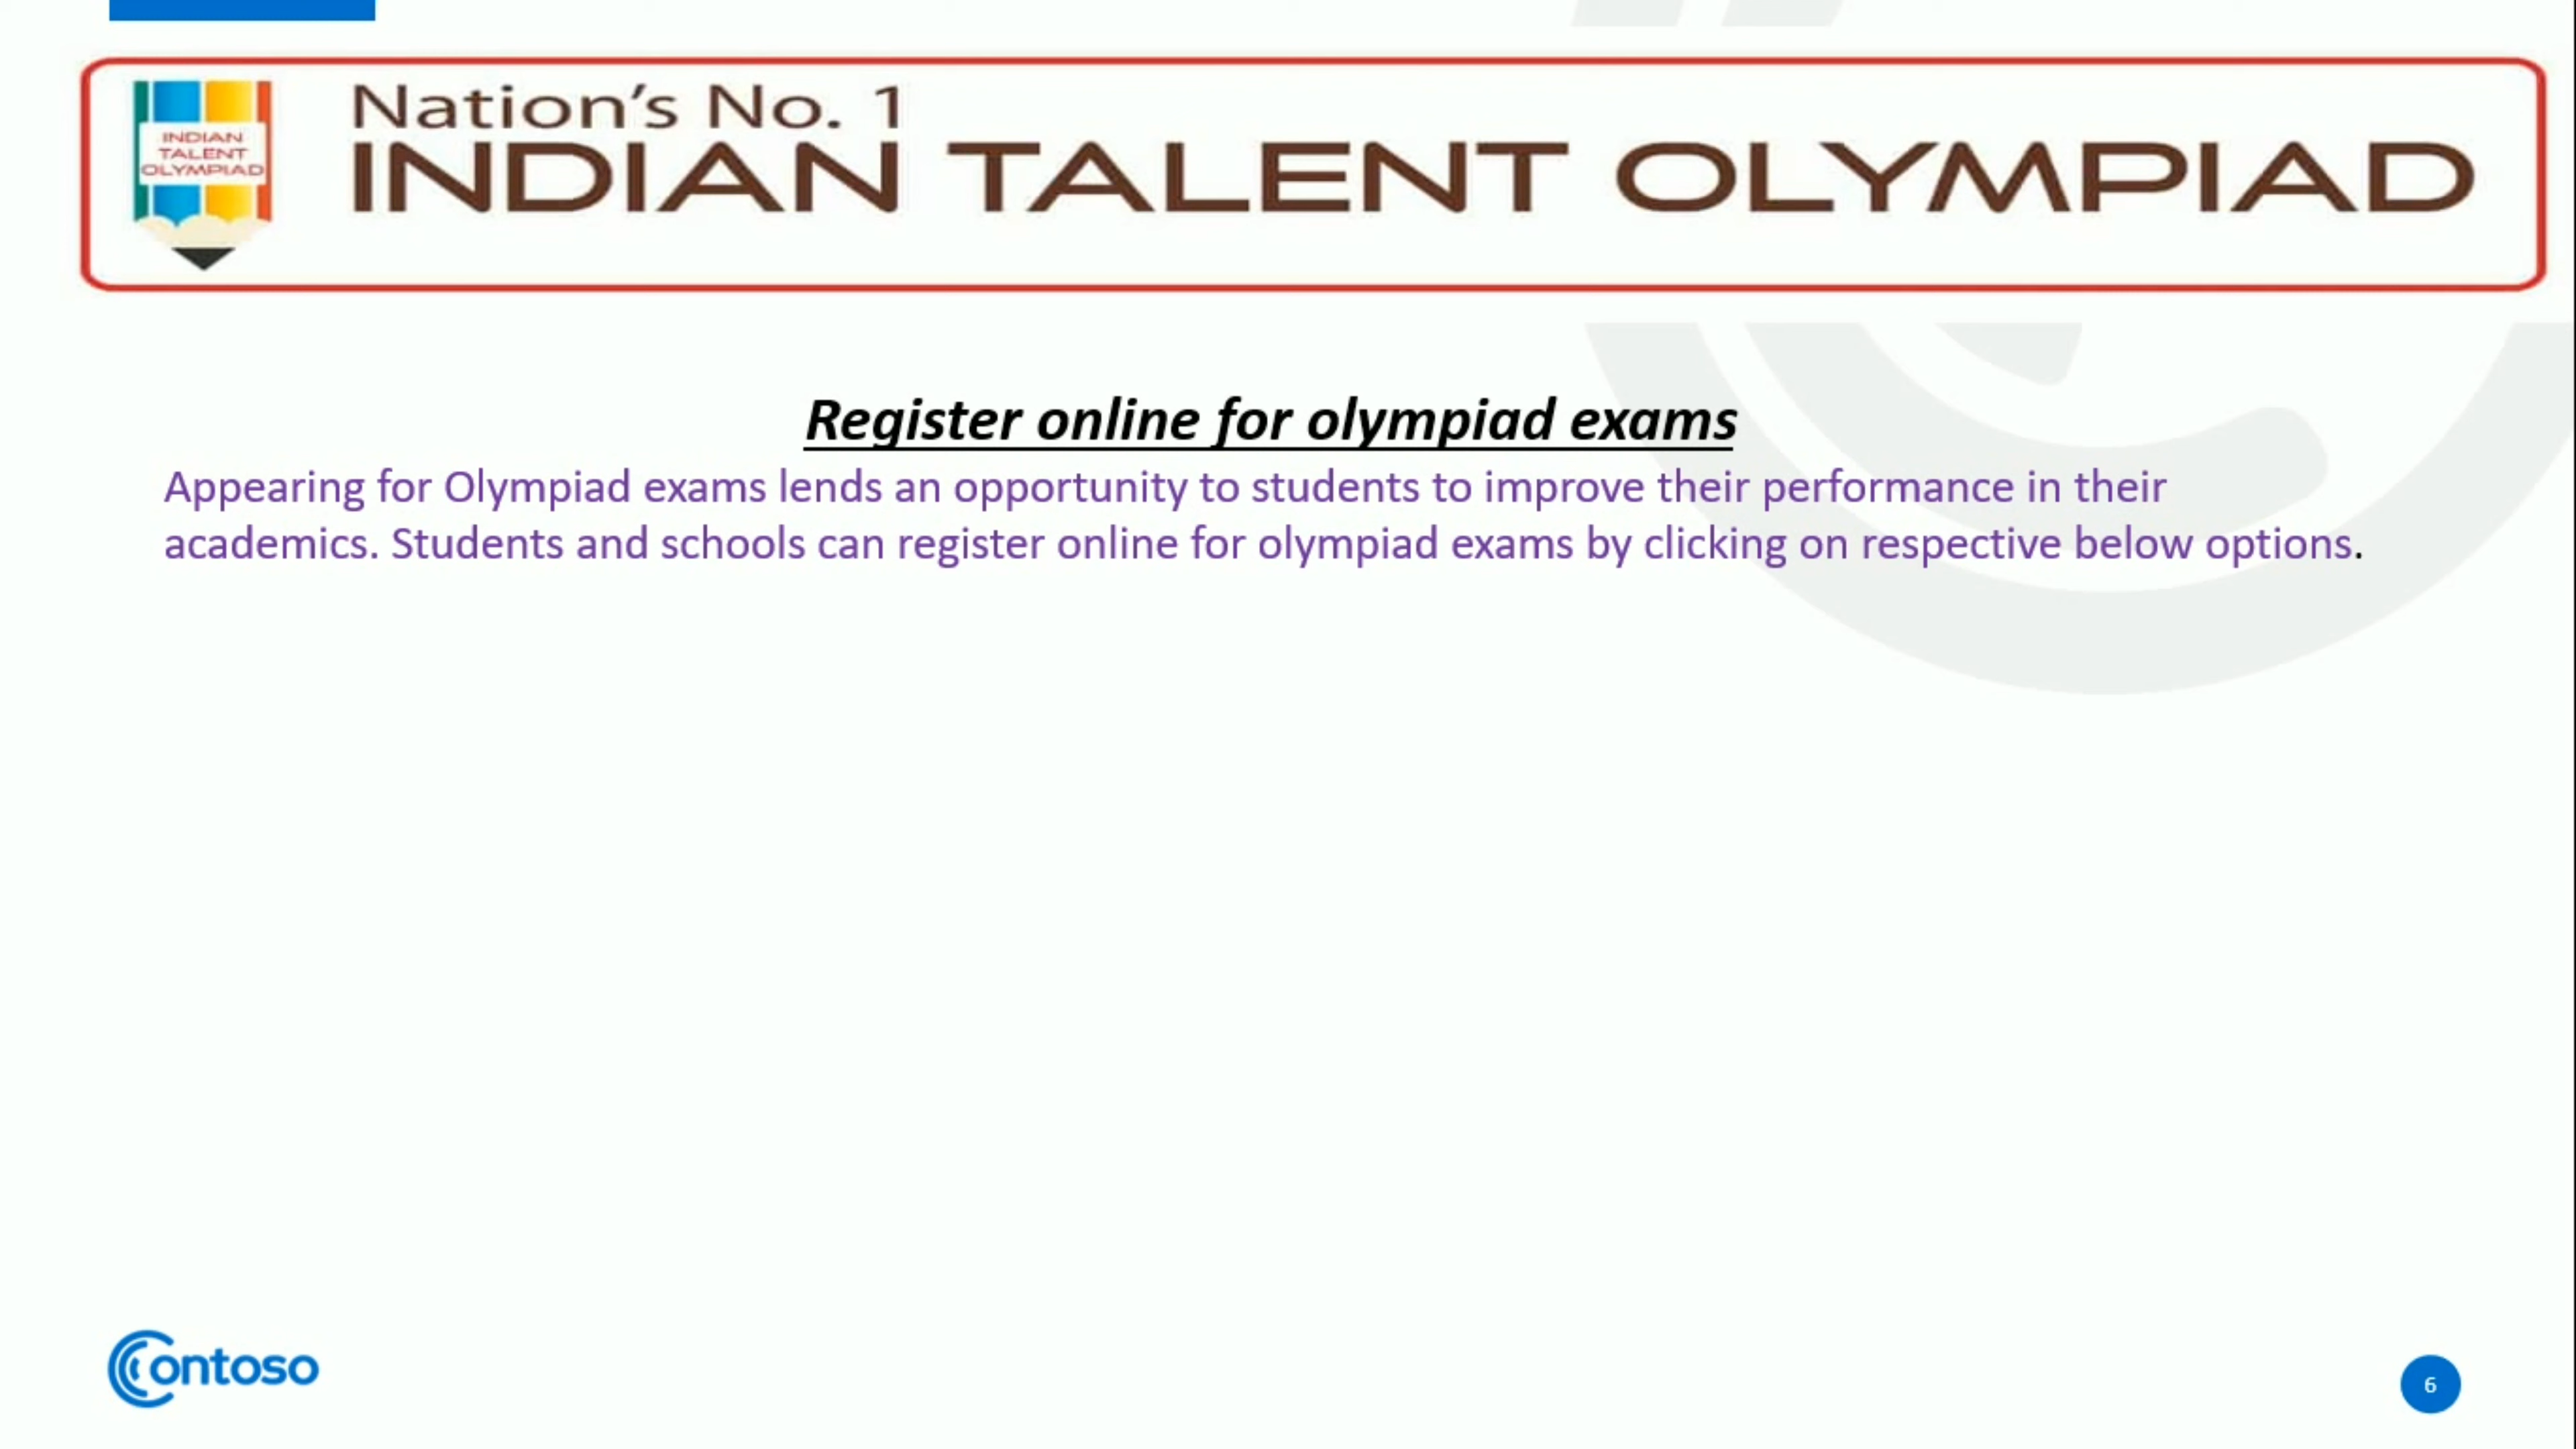 Nation's No. 1
INDIAN TALENT OLYMPIAD
INDIAN
TALENT
OLYMPIAD
Register online for olympiad exams
Appearing for Olympiad exams lends an opportunity to students to improve their performance in their
academics. Students and schools can register online for olympiad exams by clicking on respective below options.
Contoso
6